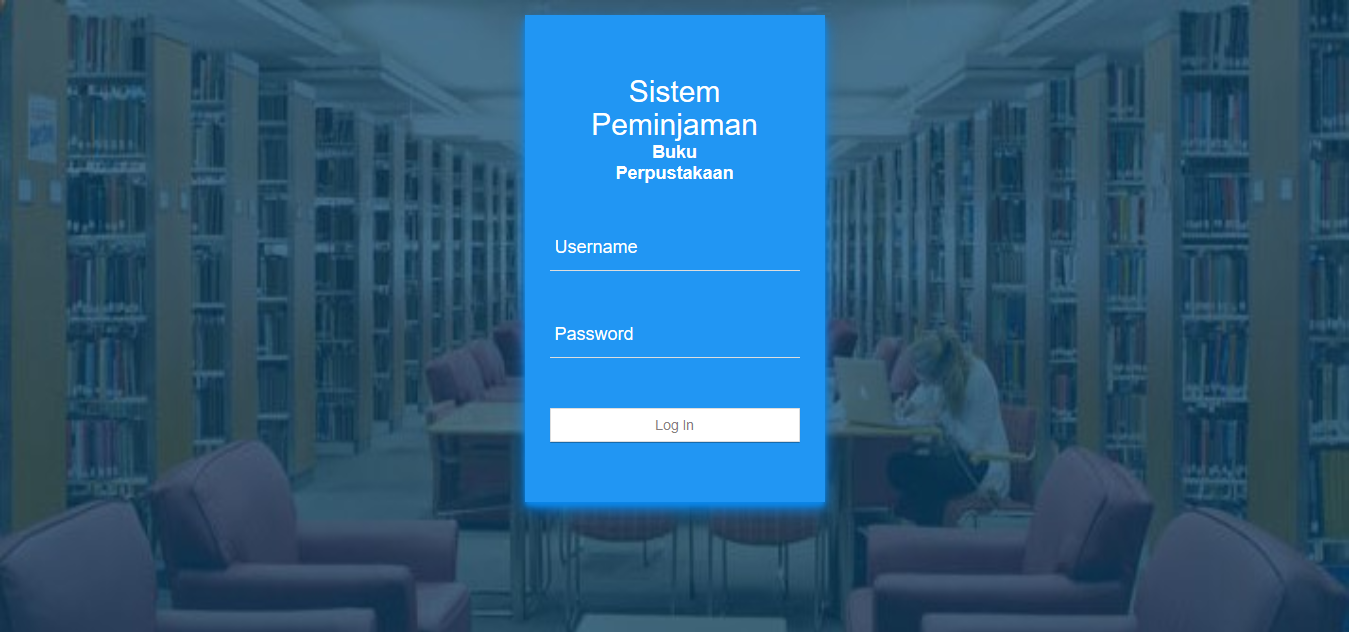 Sistem
Peminjaman
Buku
Perpustakaan
Username
Password
Log In